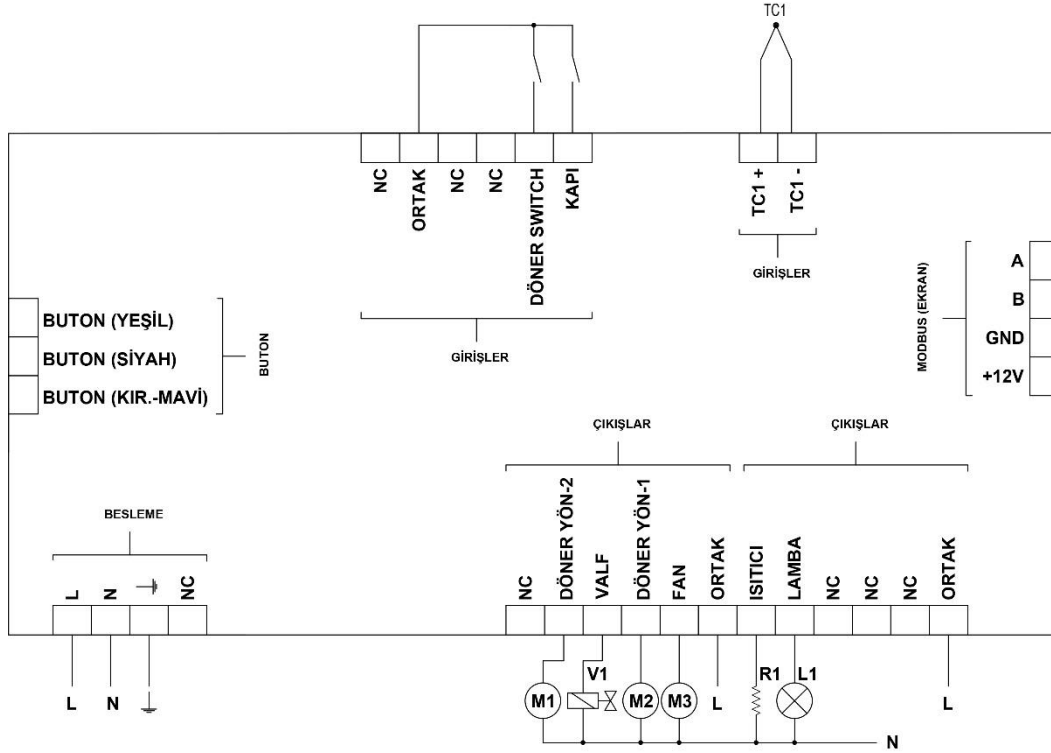 TC1
NC
ORTAK
NC
NC
DÖNER SWITCH
KAPI
GİRİŞLER
TC1 +
TC1 -
GİRİŞLER
A
B
GND
+12V
MODBUS (EKRAN)
BUTON (YEŞİL)
BUTON (SİYAH)
BUTON (KIR.-MAVİ)
BUTON
BESLEME
L
N
NC
L
N
ÇIKIŞLAR
NC
DÖNER YÖN-2
VALF
DÖNER YÖN-1
FAN
ORTAK
ÇIKIŞLAR
ISITICI
LAMBA
NC
NC
NC
ORTAK
M1
V1
M2
M3
L
R1
L1
L
N